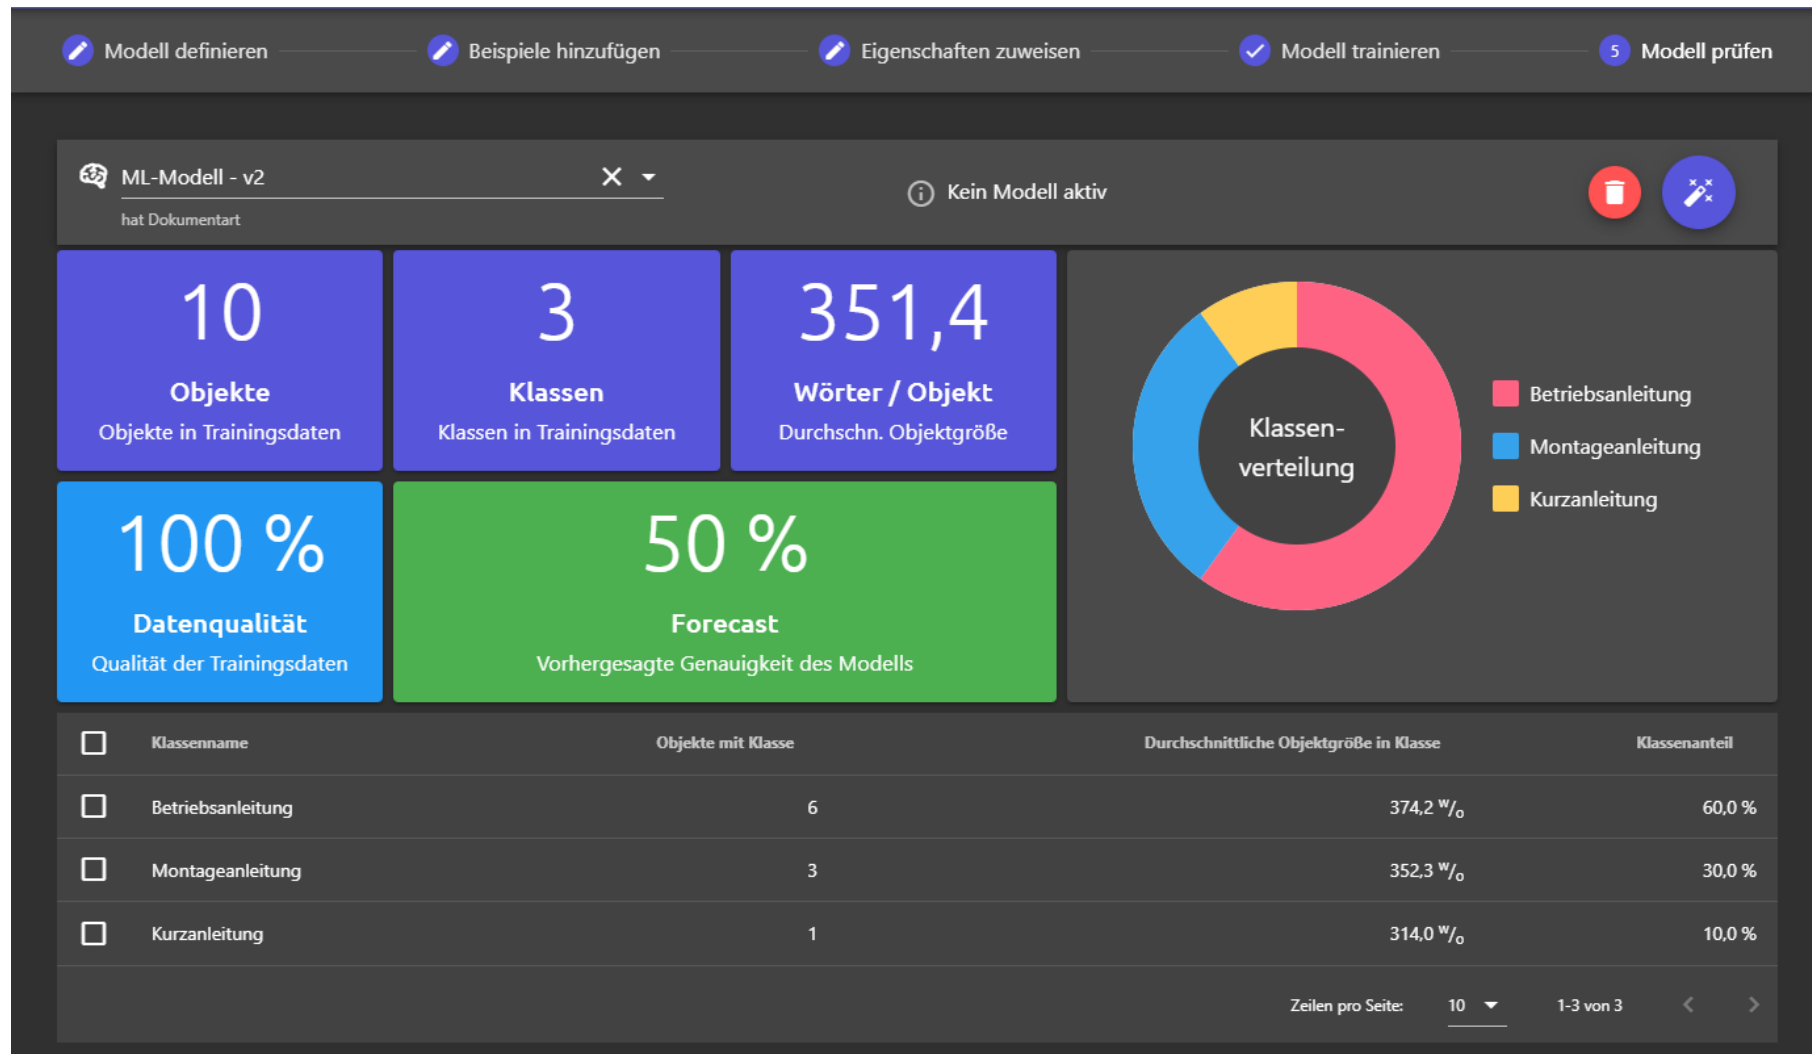 Modell definieren
Beispiele hinzufügen
Eigenschaften zuweisen
Modell trainieren
5 Modell prüfen
ML-Modell - v2
hat Dokumentart
Kein Modell aktiv
10
Objekte
Objekte in Trainingsdaten
3
Klassen
Klassen in Trainingsdaten
351,4
Wörter / Objekt
Durchschn. Objektgröße
100 %
Datenqualität
Qualität der Trainingsdaten
50 %
Forecast
Vorhergesagte Genauigkeit des Modells
Klassen-
verteilung
Betriebsanleitung
Montageanleitung
Kurzanleitung
Klassenname Objekte mit Klasse Durchschnittliche Objektgröße in Klasse Klassenanteil
Betriebsanleitung 6 374,2 w/o 60,0 %
Montageanleitung 3 352,3 w/o 30,0 %
Kurzanleitung 1 314,0 w/o 10,0 %
Zeilen pro Seite: 10 1-3 von 3